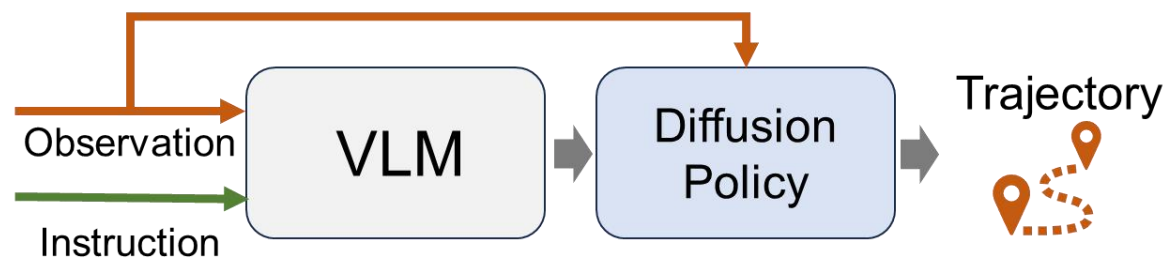 Observation
Instruction
VLM
Diffusion
Policy
Trajectory